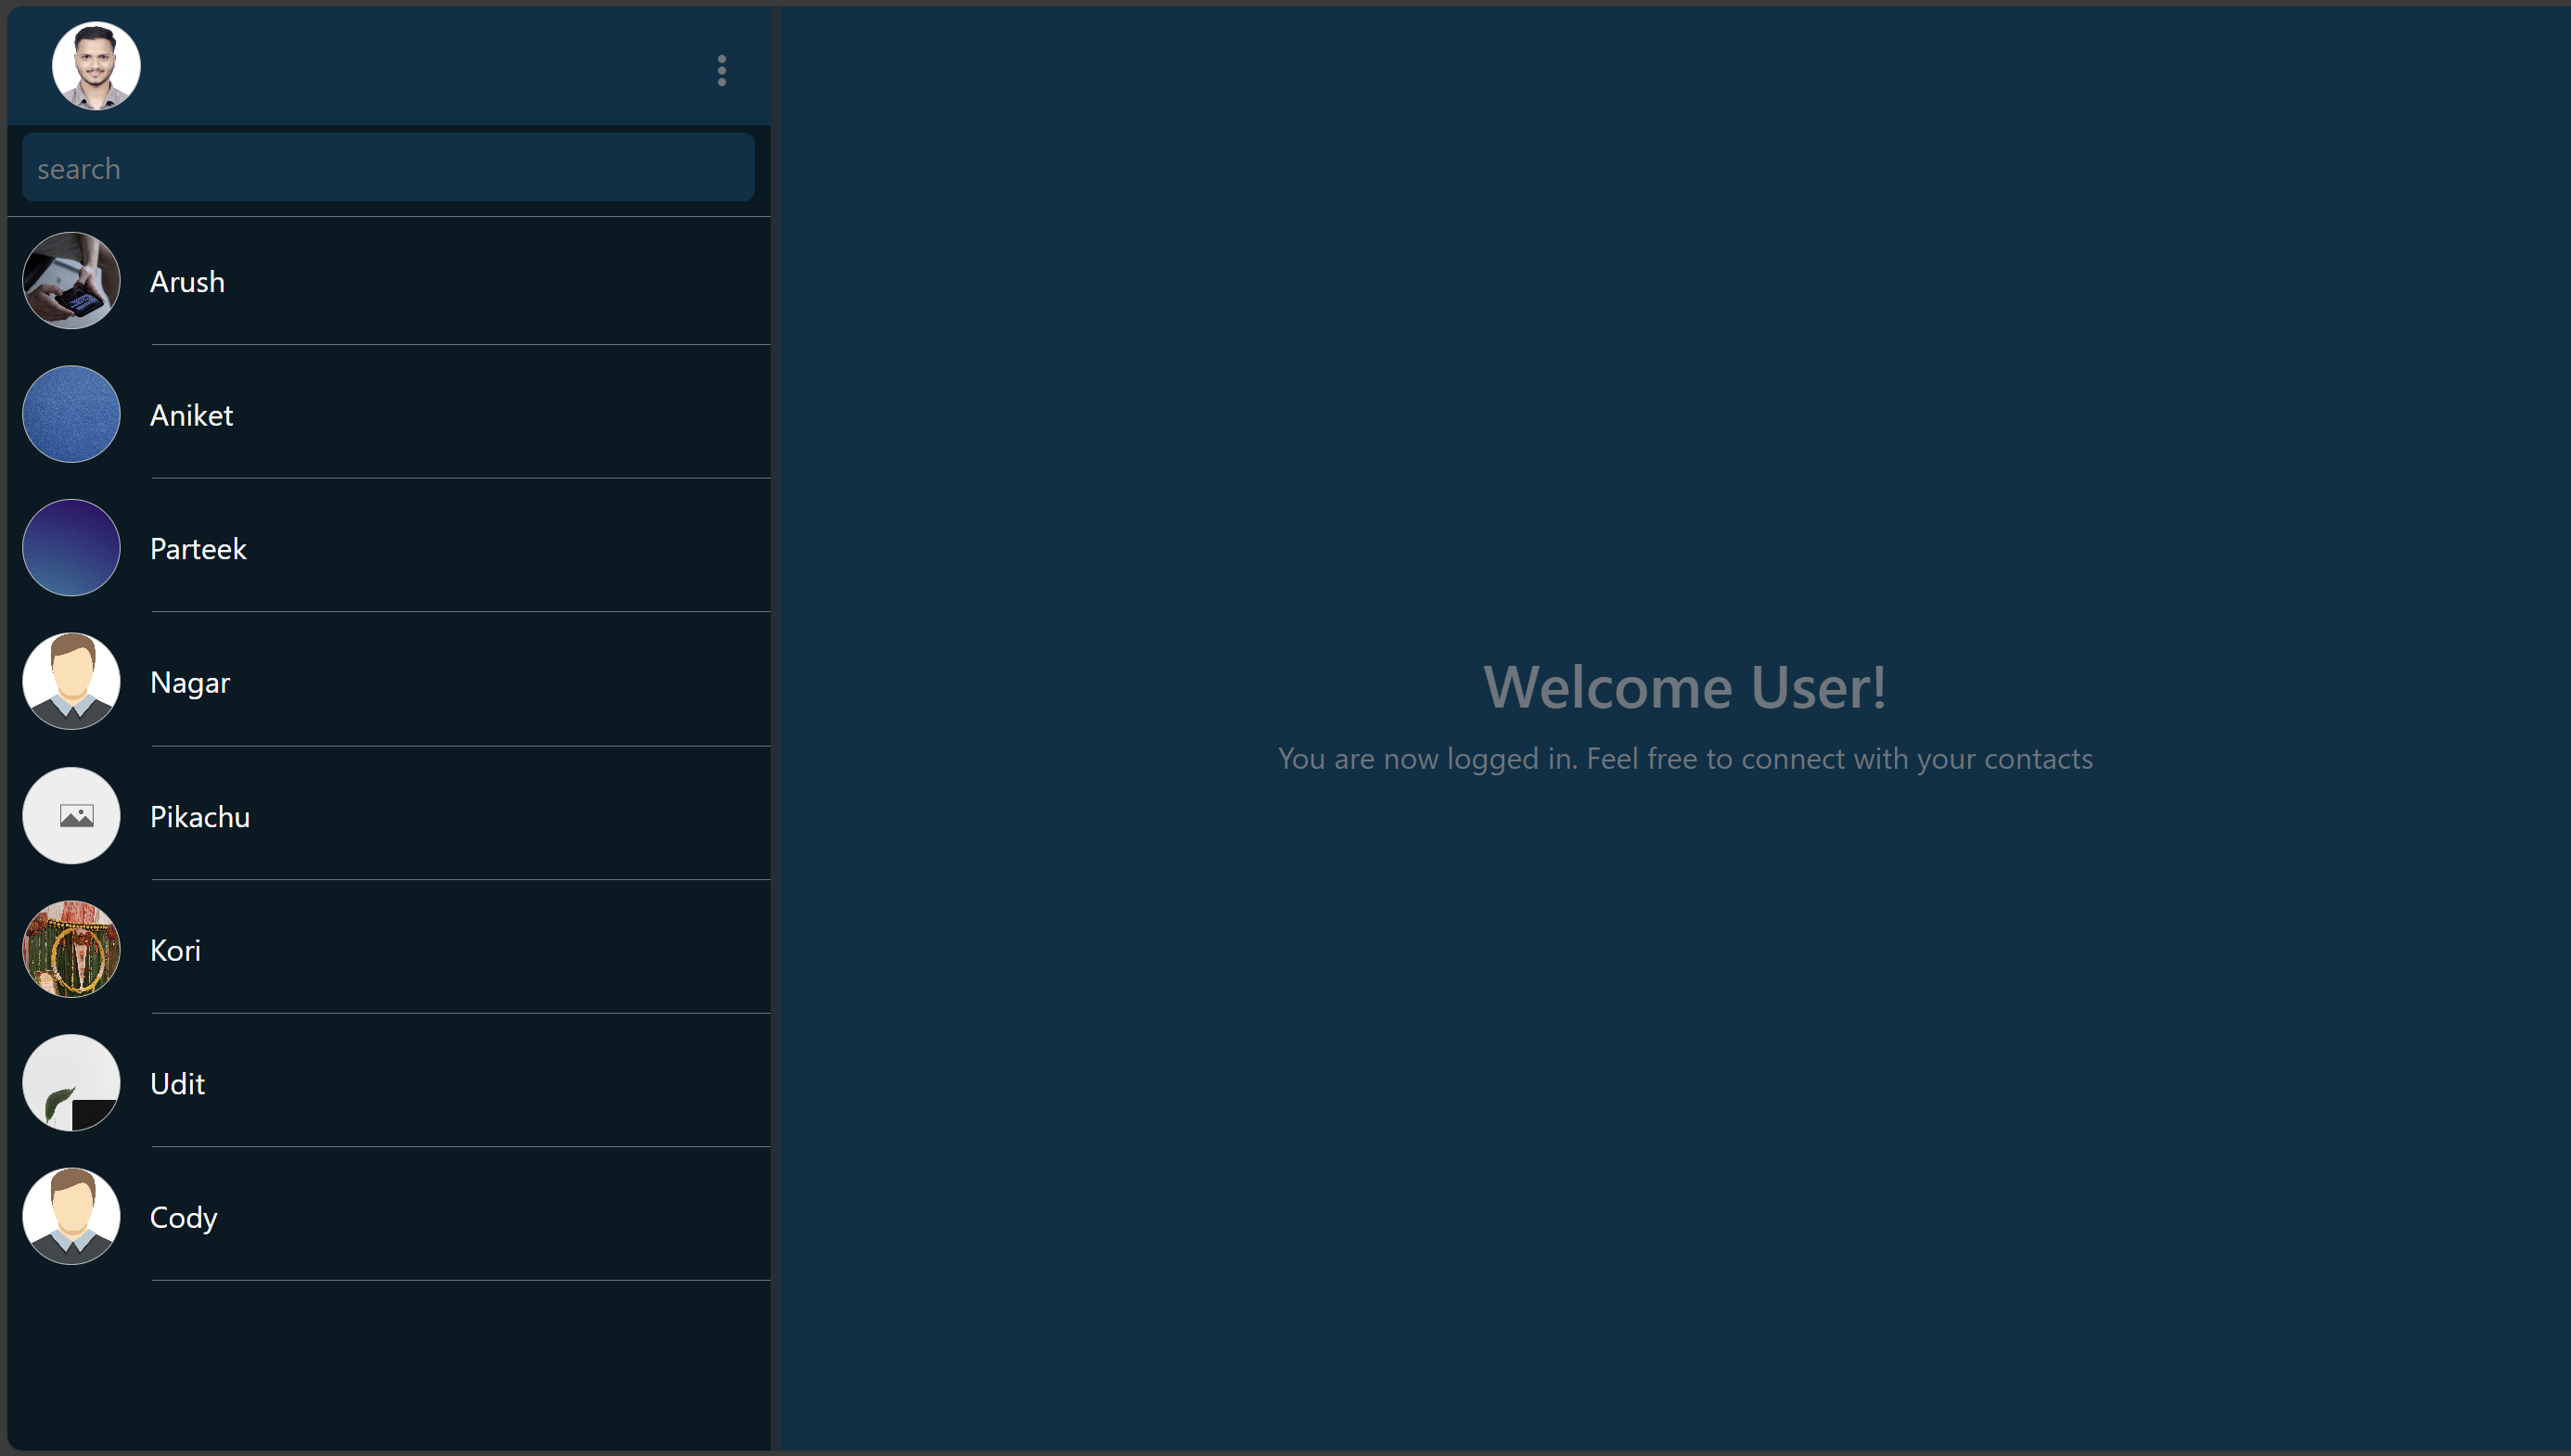 search
Arush
Aniket
Parteek
Nagar
Pikachu
Kori
Udit
Cody
Welcome User!
You are now logged in. Feel free to connect with your contacts